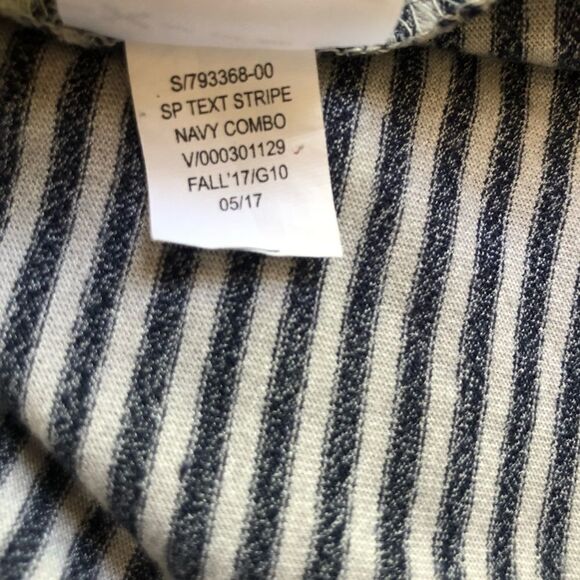 S/793368-00
SP TEXT STRIPE
NAVY COMBO
V/000301129
FALL'17/G10
05/17